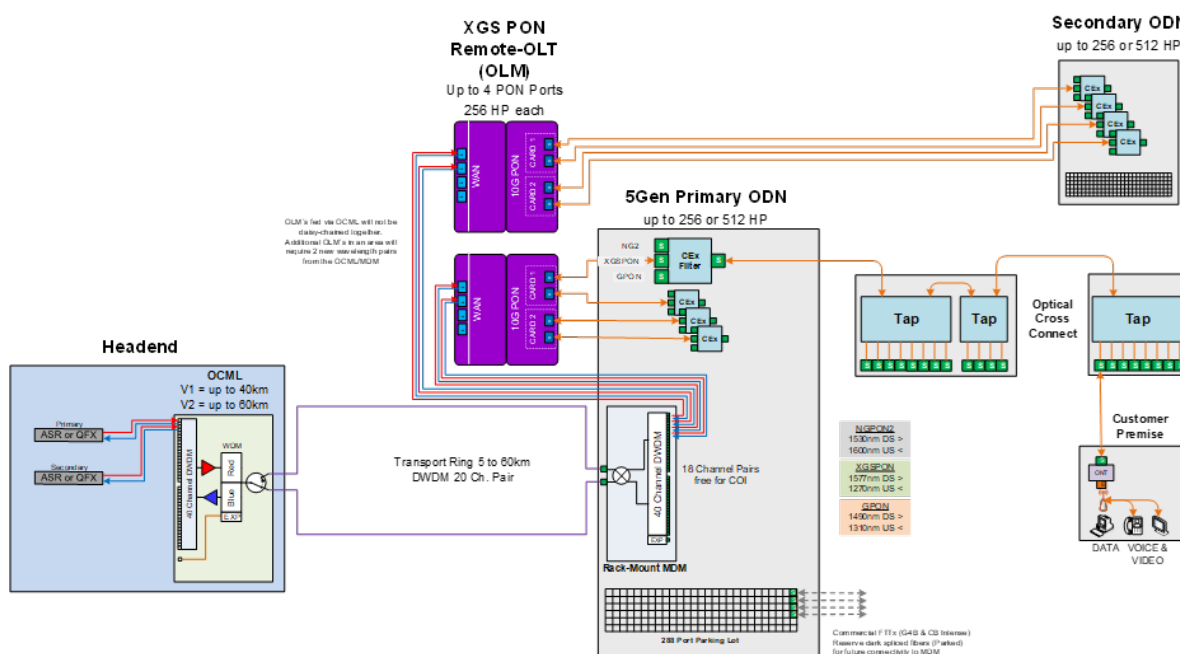 XGS PON
Remote-OLT
(OLM)
Up to 4 PON Ports
256 HP each
Secondary ODN
up to 256 or 512 HP
CEx
CEx
CEx
CEx
WAN
10G PON
CARD 1
CARD 2
OLM's fed via OCML will not be
daisy-chained together.
Additional OLM's in an area will
require 2 new wavelength pairs
from the OCML/MDM
5Gen Primary ODN
up to 256 or 512 HP
NG2
XGSPON
GPON
S
S
S
CEx
Filter
S
CEx
CEx
CEx
WAN
10G PON
CARD 1
CARD 2
Tap
Tap
Optical
Cross
Connect
Tap
S S S S S S S S
S S S S
S S S S S S S S
Headend
OCML
V1 = up to 40km
V2 = up to 60km
Primary
ASR or QFX
Secondary
ASR or QFX
40 Channel DWDM
WDM
Red
Blue
EXP
Transport Ring 5 to 60km
DWDM 20 Ch. Pair
40 Channel DWDM
EXP
18 Channel Pairs
free for COI
Rack-Mount MDM
NGPON2
1530nm DS >
1600nm US <
XGSPON
1577nm DS >
1270nm US <
GPON
1490nm DS >
1310nm US <
Customer
Premise
S
ONT
DATA VOICE &
VIDEO
288 Port Parking Lot
S
S
S
S
Commercial FTTx (G4B & CB Intense)
Reserve dark spliced fibers (Parked)
for future connectivity to MDM